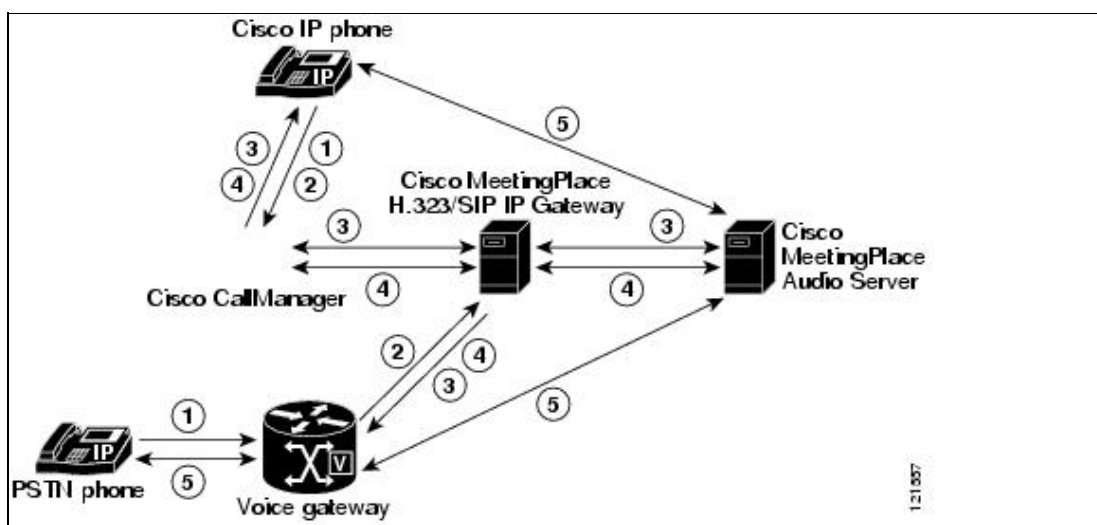 Cisco IP phone
IP
5
3
1
4
2
Cisco MeetingPlace
H.323/SIP IP Gateway
3
3
Cisco
MeetingPlace
Audio Server
4
4
Cisco CallManager
2
4
3
5
1
IP
V
5
PSTN phone
Voice gateway
121557